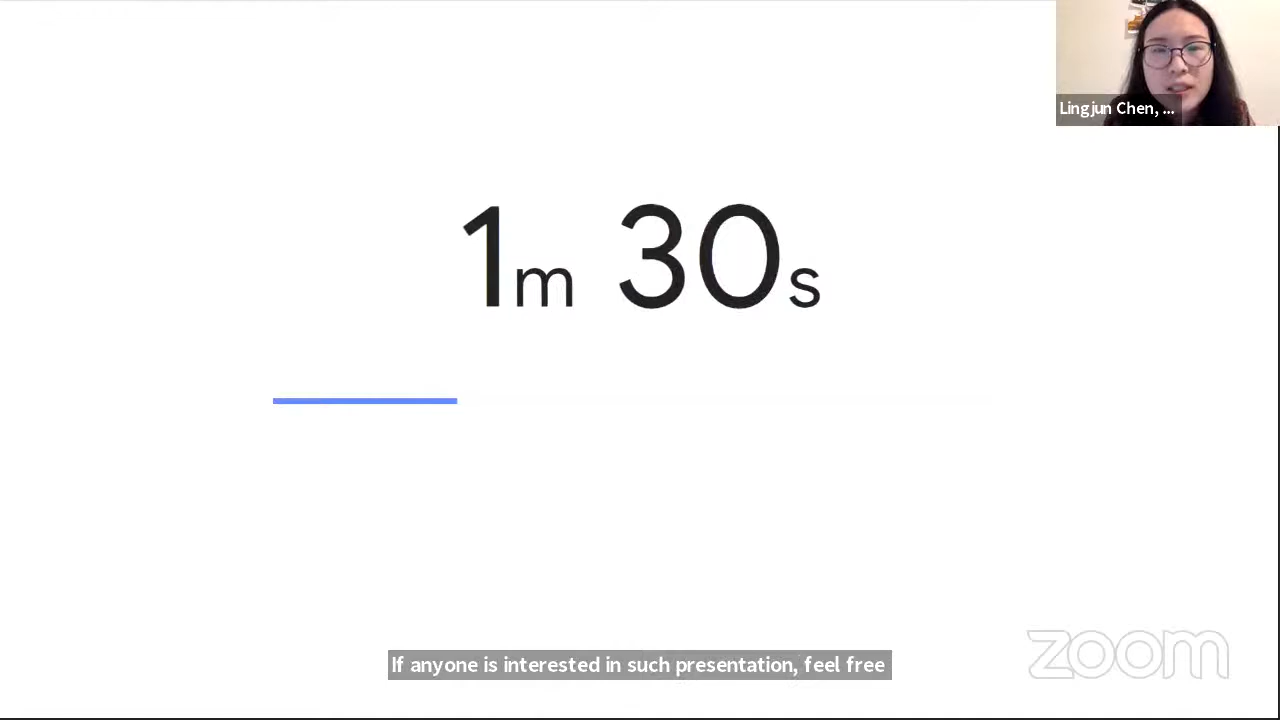 Lingjun Chen, ...
1m 30s
If anyone is interested in such presentation, feel free
zoom